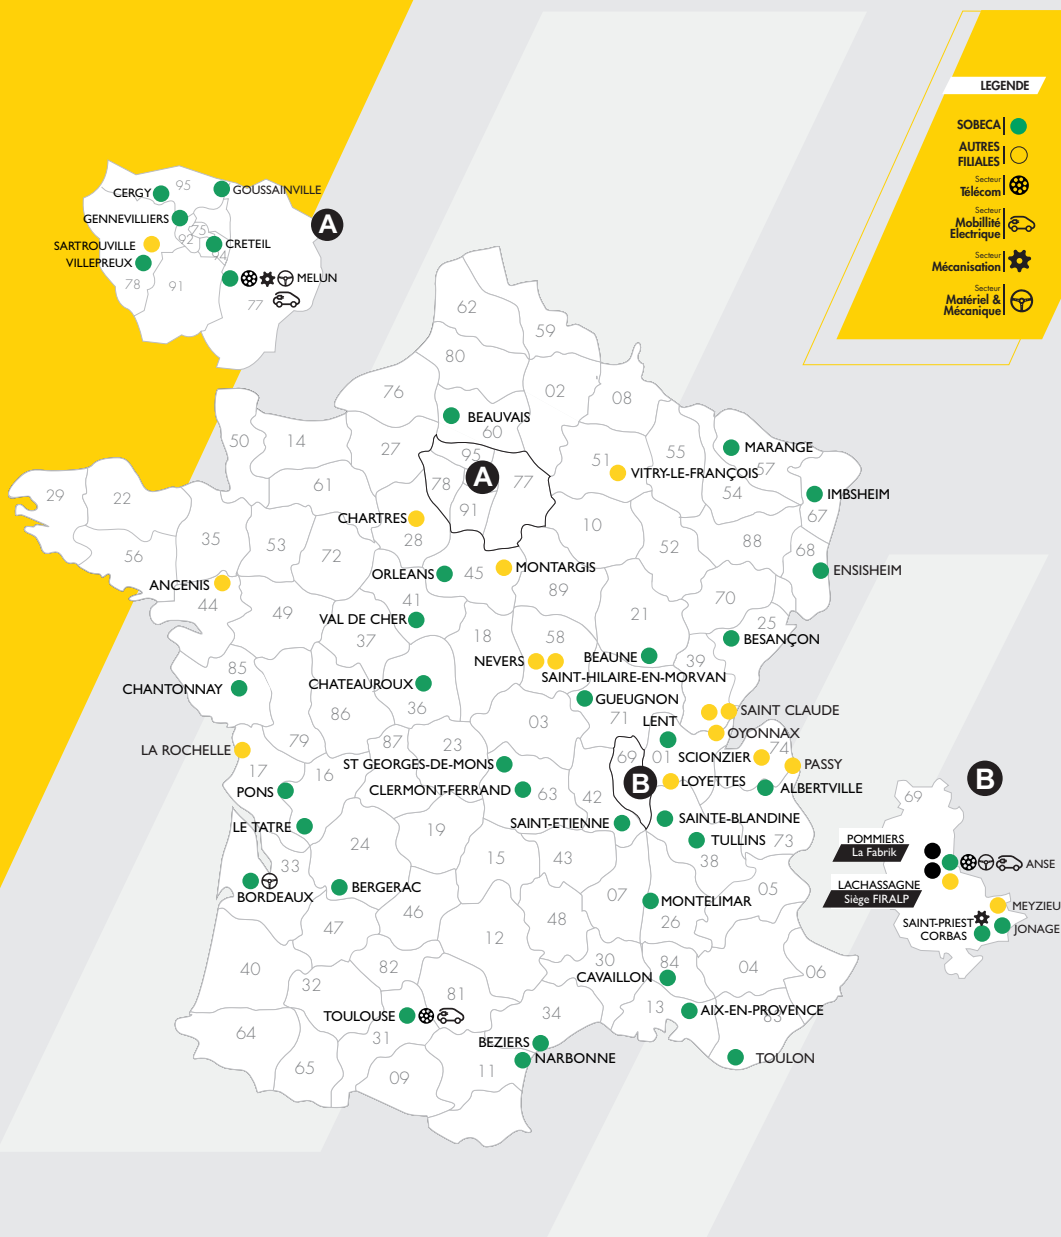 LEGENDE
SOBECA
AUTRES
FILIALES
Secteur
Télécom
Secteur
Mobillité
Electrique
Secteur
Mécanisation
Secteur
Matériel &
Mécanique
CERGY
95
GOUSSAINVILLE
GENNEVILLIERS
A
75
92
SARTROUVILLE
CRETEIL
94
VILLEPREUX
MELUN
78
91
77
62
59
80
76
02
08
BEAUVAIS
60
50
14
27
MARANGE
95
55
51
57
VITRY-LE-FRANÇOIS
A
78
77
61
54
IMBSHEIM
29
22
91
67
CHARTRES
10
35
28
53
52
88
68
56
72
ENSISHEIM
ORLEANS
45
MONTARGIS
ANCENIS
89
44
41
70
49
21
VAL DE CHER
25
37
18
58
BESANÇON
NEVERS
BEAUNE
39
85
SAINT-HILAIRE-EN-MORVAN
CHANTONNAY
CHATEAUROUX
GUEUGNON
36
86
SAINT CLAUDE
03
71
LENT
OYONNAX
79
87
23
74
LA ROCHELLE
69
01
SCIONZIER
ST GEORGES-DE-MONS
PASSY
17
16
B
LOYETTES
PONS
CLERMONT-FERRAND
63
42
ALBERTVILLE
SAINTE-BLANDINE
LE TATRE
SAINT-ETIENNE
19
TULLINS
73
24
15
43
38
33
BERGERAC
05
BORDEAUX
07
MONTELIMAR
46
48
26
47
12
30
84
04
40
82
06
32
CAVAILLON
81
13
34
AIX-EN-PROVENCE
83
TOULOUSE
64
31
BEZIERS
NARBONNE
TOULON
65
09
11
B
69
POMMIERS
La Fabrik
ANSE
LACHASSAGNE
Siège FIRALP
MEYZIEU
SAINT-PRIEST
JONAGE
CORBAS